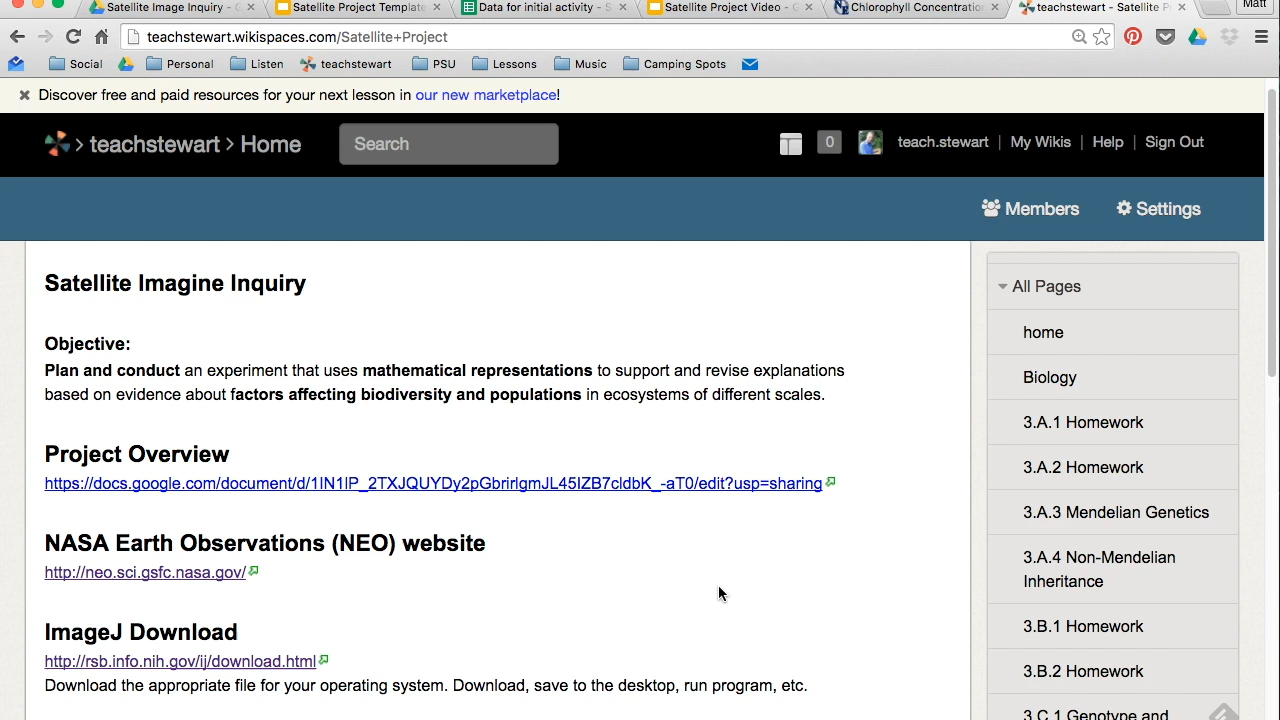 Satellite Image Inquiry - G
Satellite Project Template
Data for initial activity - S
Satellite Project Video - G
Chlorophyll Concentratio
teachstewart - Satellite P
Matt
teachstewart.wikispaces.com/Satellite+Project
Social
Personal
Listen
teachstewart
PSU
Lessons
Music
Camping Spots
Discover free and paid resources for your next lesson in our new marketplace!
teachstewart > Home
Search
0
teach.stewart
My Wikis
Help
Sign Out
Members
Settings
Satellite Imagine Inquiry
Objective:
Plan and conduct an experiment that uses mathematical representations to support and revise explanations
based on evidence about factors affecting biodiversity and populations in ecosystems of different scales.
Project Overview
https://docs.google.com/document/d/1lN1lP_2TXJQUYDy2pGbrirlgmJL45lZB7cldbK_-aT0/edit?usp=sharing
NASA Earth Observations (NEO) website
http://neo.sci.gsfc.nasa.gov/
ImageJ Download
http://rsb.info.nih.gov/ij/download.html
Download the appropriate file for your operating system. Download, save to the desktop, run program, etc.
All Pages
home
Biology
3.A.1 Homework
3.A.2 Homework
3.A.3 Mendelian Genetics
3.A.4 Non-Mendelian
Inheritance
3.B.1 Homework
3.B.2 Homework
3.C.1 Genotype and